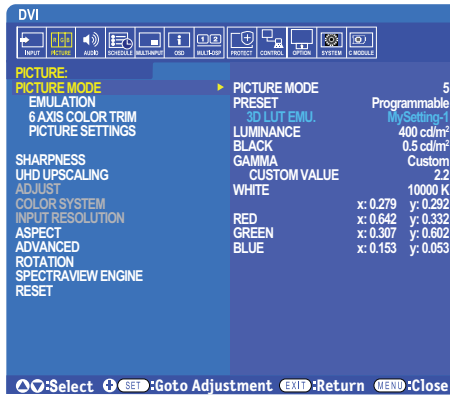 DVI
INPUT PICTURE AUDIO SCHEDULE MULTI-INPUT OSD MULTI-DSP PROTECT CONTROL OPTION SYSTEM C MODULE
PICTURE:
PICTURE MODE
EMULATION
6 AXIS COLOR TRIM
PICTURE SETTINGS
SHARPNESS
UHD UPSCALING
ADJUST
COLOR SYSTEM
INPUT RESOLUTION
ASPECT
ADVANCED
ROTATION
SPECTRAVIEW ENGINE
RESET
PICTURE MODE 5
PRESET Programmable
3D LUT EMU. MySetting-1
LUMINANCE 400 cd/m²
BLACK 0.5 cd/m²
GAMMA Custom
CUSTOM VALUE 2.2
WHITE 10000 K
x: 0.279 y: 0.292
RED x: 0.642 y: 0.332
GREEN x: 0.307 y: 0.602
BLUE x: 0.153 y: 0.053
:Select SET :Goto Adjustment EXIT :Return MENU :Close